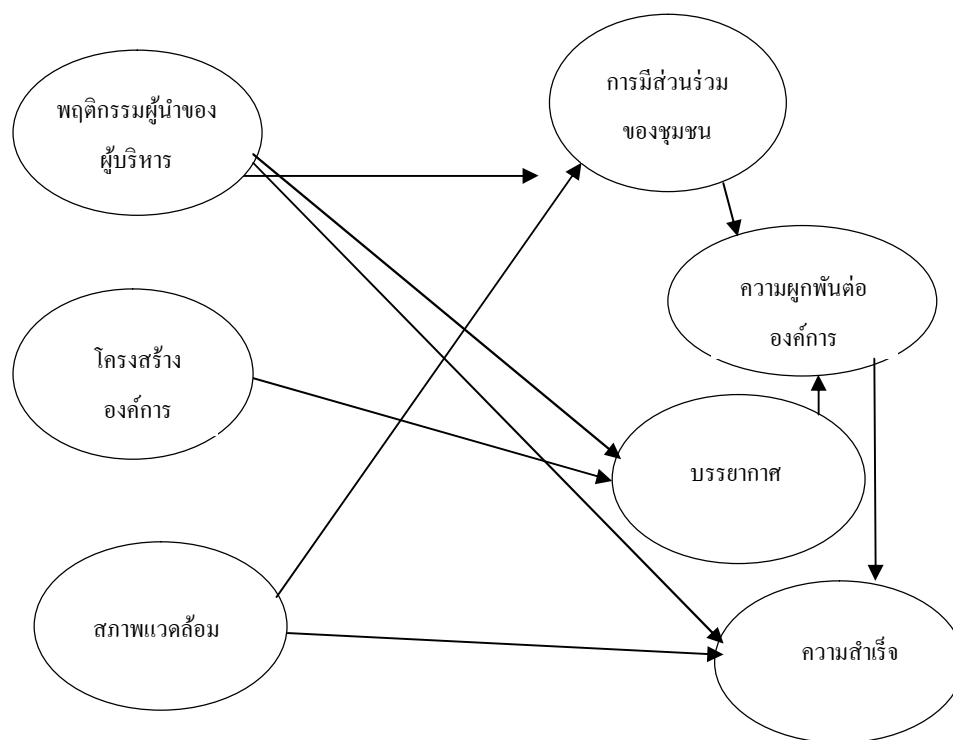 พฤติกรรมผู้นำของ
ผู้บริหาร
การมีส่วนร่วม
ของชุมชน
ความผูกพันต่อ
องค์การ
โครงสร้าง
องค์การ
บรรยากาศ
สภาพแวดล้อม
ความสำเร็จ